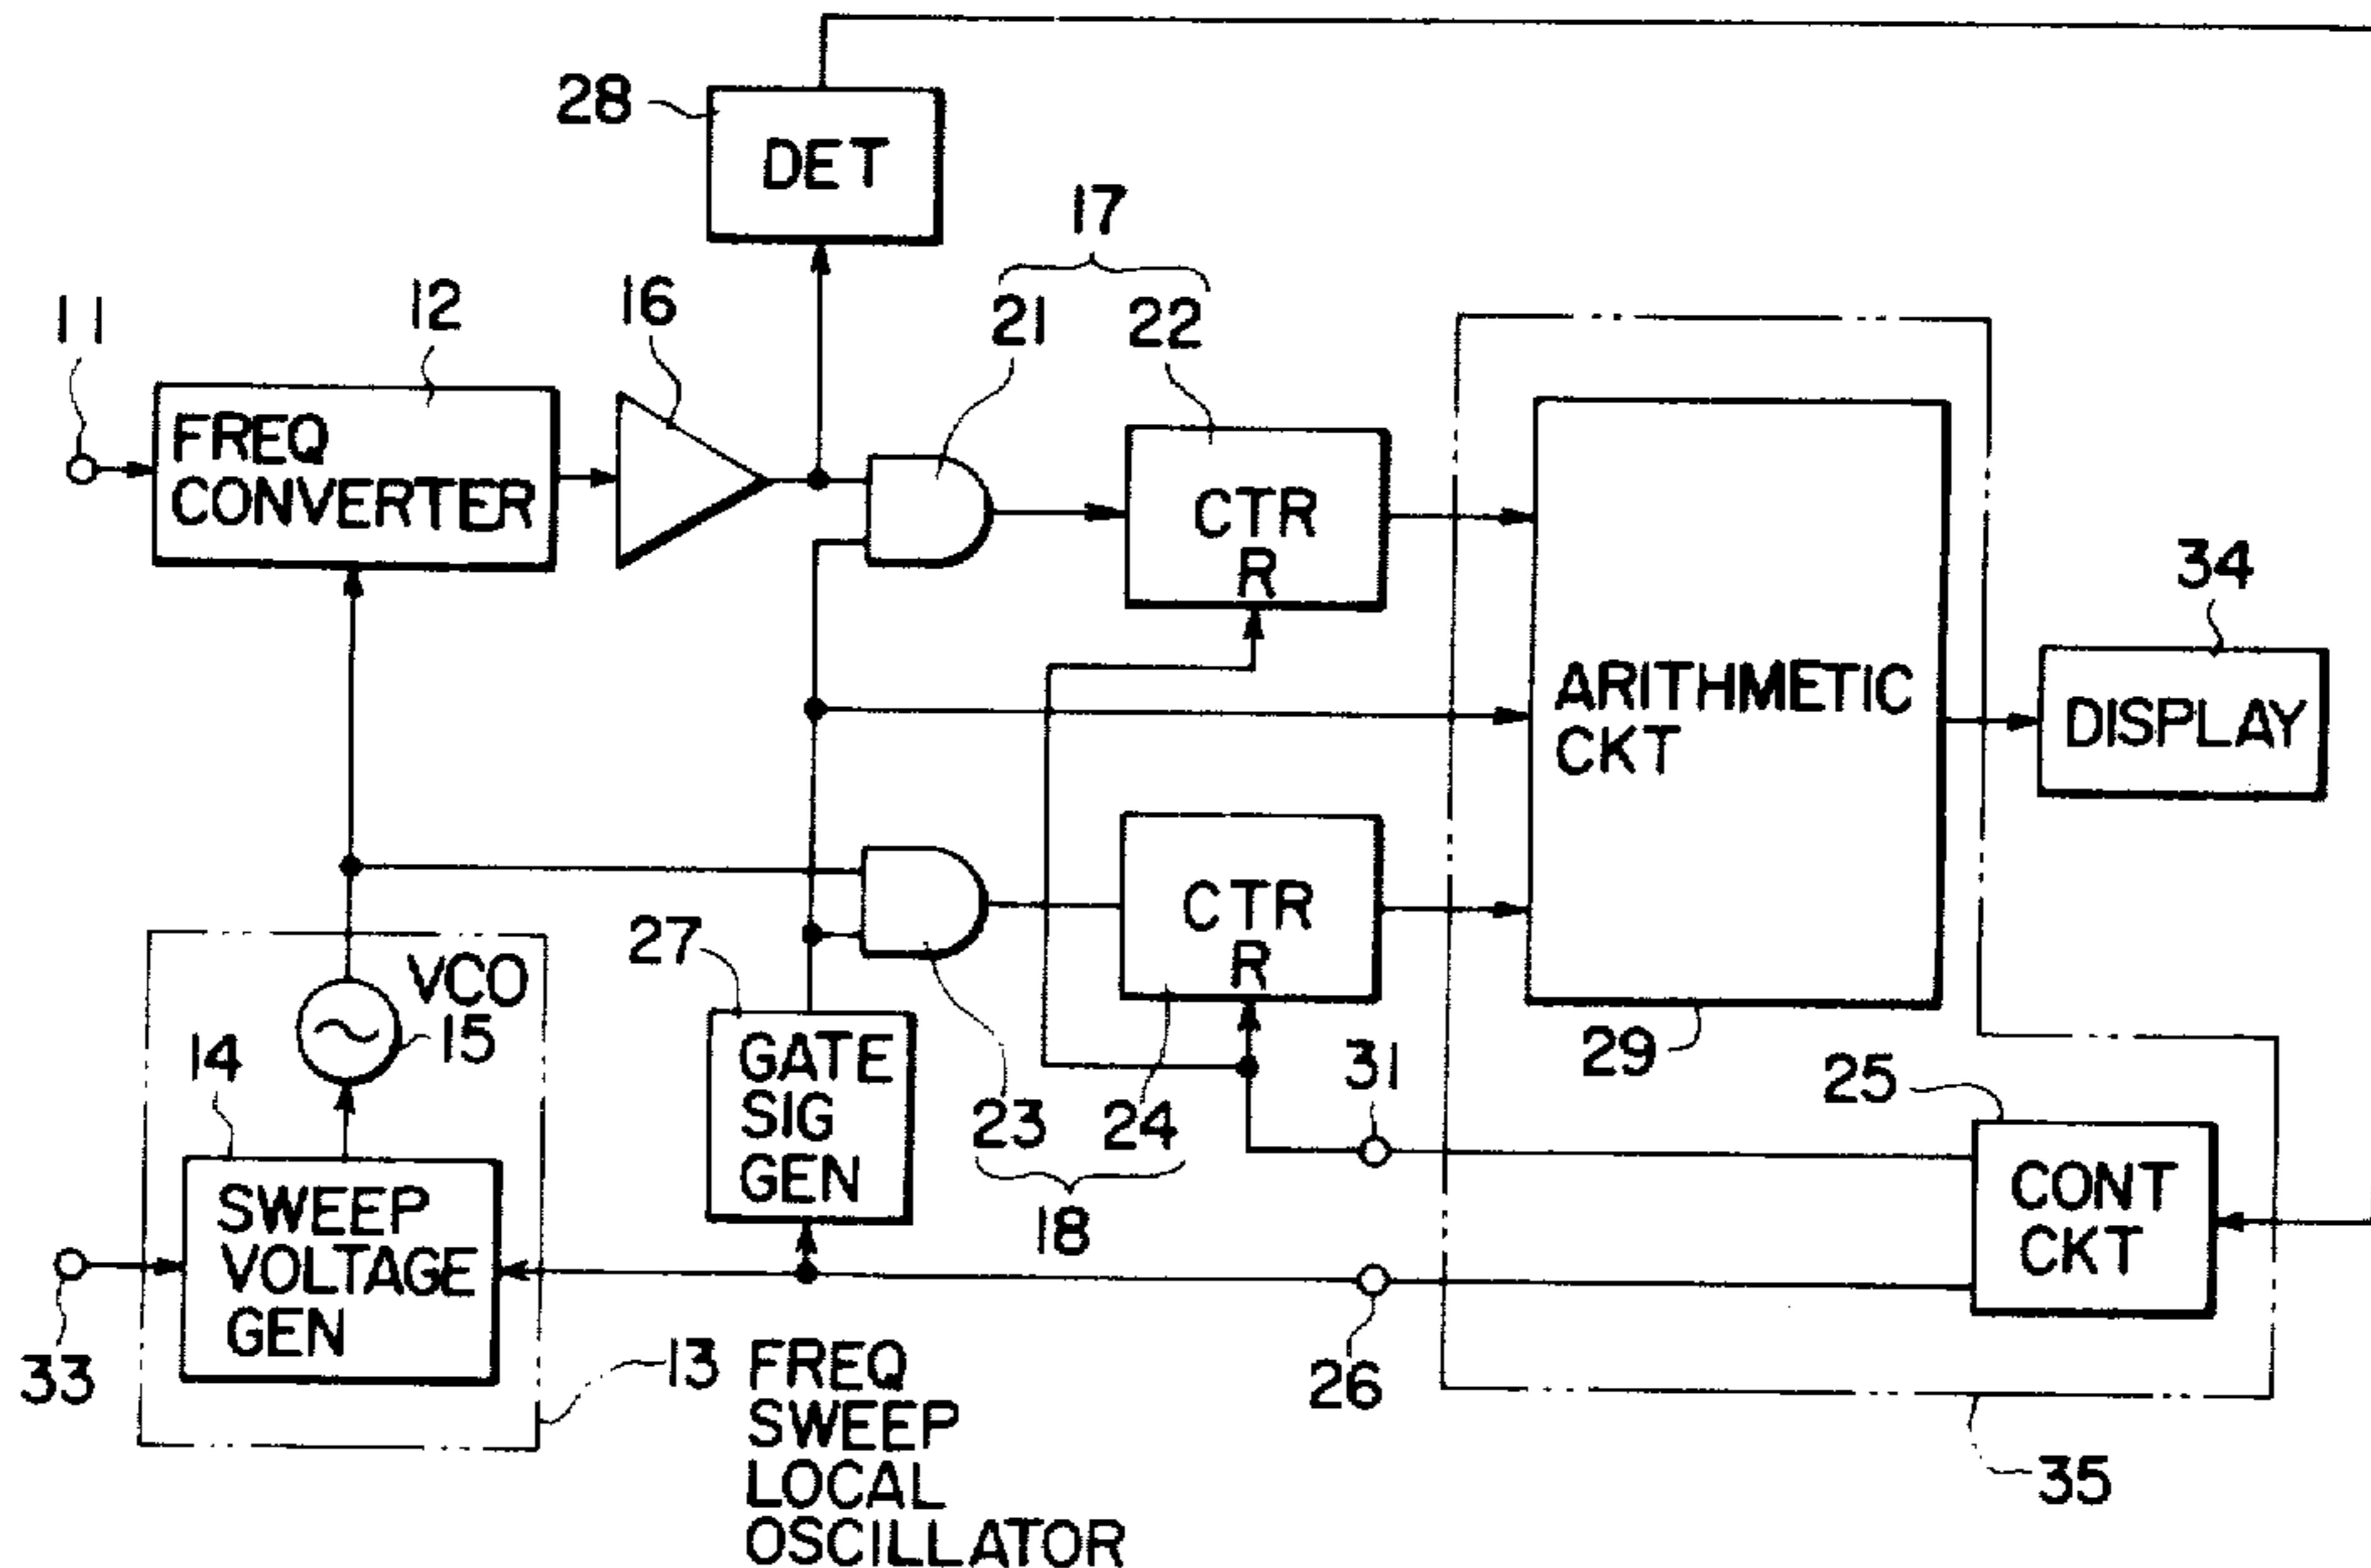 28
DET
17
11
12
16
21
22
FREQ
CONVERTER
CTR
R
34
ARITHMETIC
CKT
DISPLAY
CTR
R
27
VCO
15
14
GATE
SIG
GEN
23
24
18
31
29
25
SWEEP
VOLTAGE
GEN
CONT
CKT
33
13
FREQ
SWEEP
LOCAL
OSCILLATOR
26
35